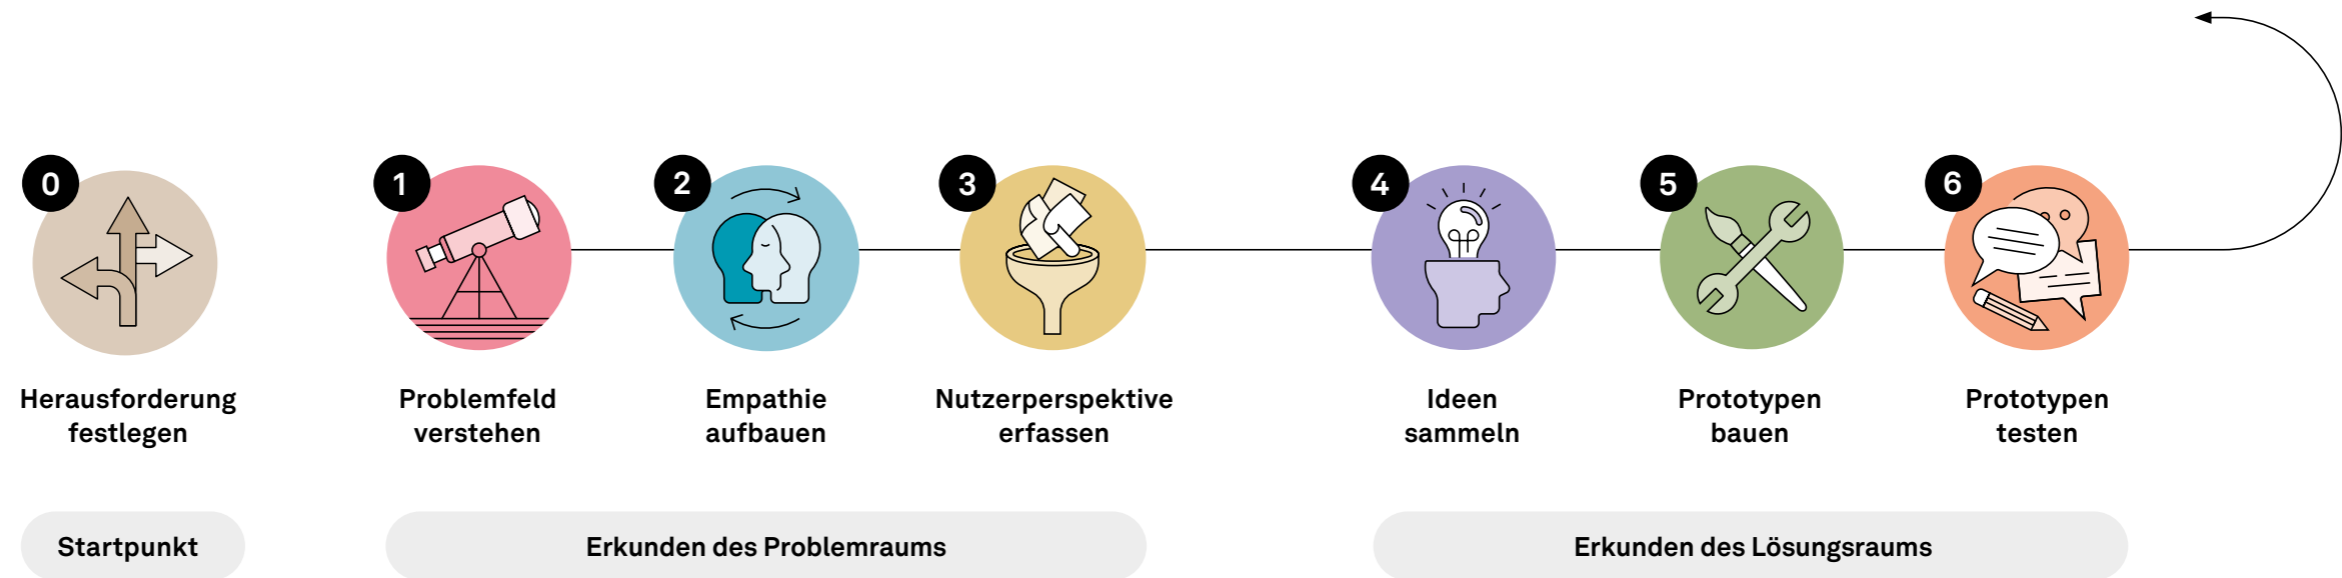 0
1
2
3
4
5
6
Herausforderung
festlegen
Problemfeld
verstehen
Empathie
aufbauen
Nutzerperspektive
erfassen
Ideen
sammeln
Prototypen
bauen
Prototypen
testen
Startpunkt
Erkunden des Problemraums
Erkunden des Lösungsraums